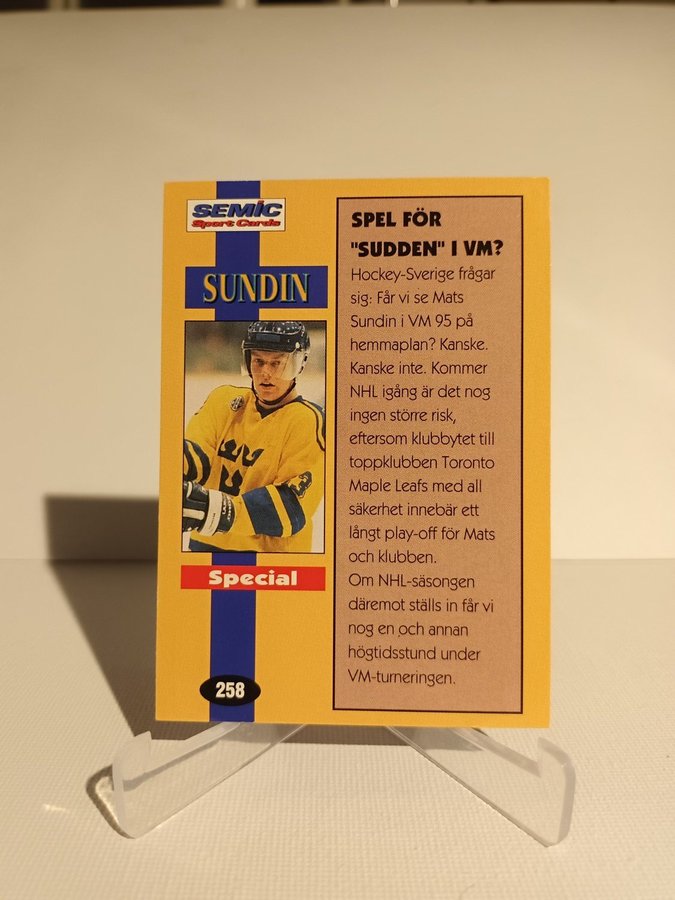 SEMIC
Sport Cards
SUNDIN
Special
258
SPEL FÖR
"SUDDEN" I VM?
Hockey-Sverige frågar
sig: Får vi se Mats
Sundin i VM 95 på
hemmaplan? Kanske.
Kanske inte. Kommer
NHL igång är det nog
ingen större risk,
eftersom klubbytet till
toppklubben Toronto
Maple Leafs med all
säkerhet innebär ett
långt play-off för Mats
och klubben.
Om NHL-säsongen
däremot ställs in får vi
nog en och annan
högtidsstund under
VM-turneringen.